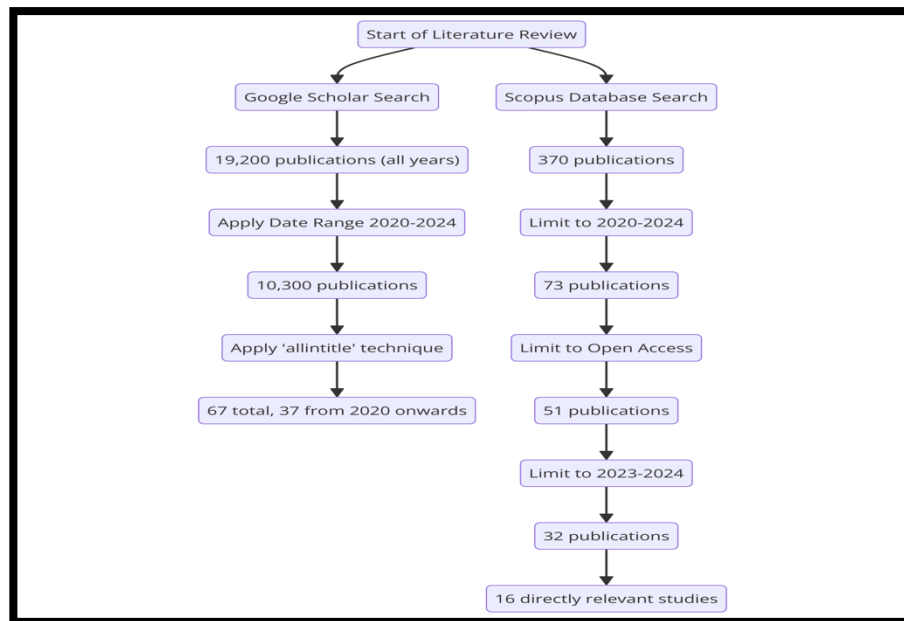 Start of Literature Review
Google Scholar Search
Scopus Database Search
19,200 publications (all years)
370 publications
Apply Date Range 2020-2024
Limit to 2020-2024
10,300 publications
73 publications
Apply 'allintitle' technique
Limit to Open Access
67 total, 37 from 2020 onwards
51 publications
Limit to 2023-2024
32 publications
16 directly relevant studies